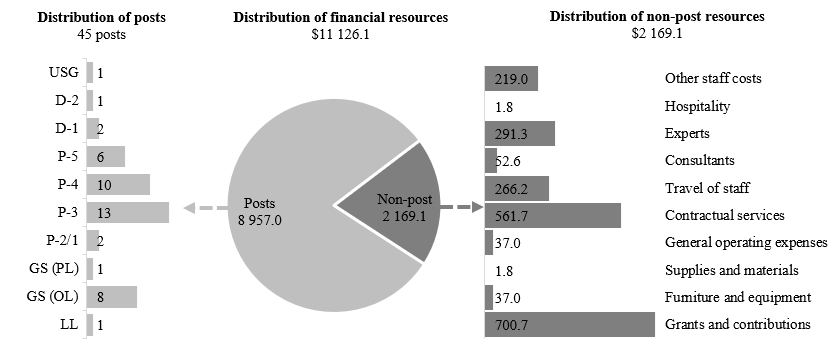 Distribution of posts
45 posts
USG 1
D-2 1
D-1 2
P-5 6
P-4 10
P-3 13
P-2/1 2
GS (PL) 1
GS (OL) 8
LL 1
Distribution of financial resources
$11 126.1
Posts
8 957.0
Non-post
2 169.1
Distribution of non-post resources
$2 169.1
219.0 Other staff costs
1.8 Hospitality
291.3 Experts
52.6 Consultants
266.2 Travel of staff
561.7 Contractual services
37.0 General operating expenses
1.8 Supplies and materials
37.0 Furniture and equipment
700.7 Grants and contributions